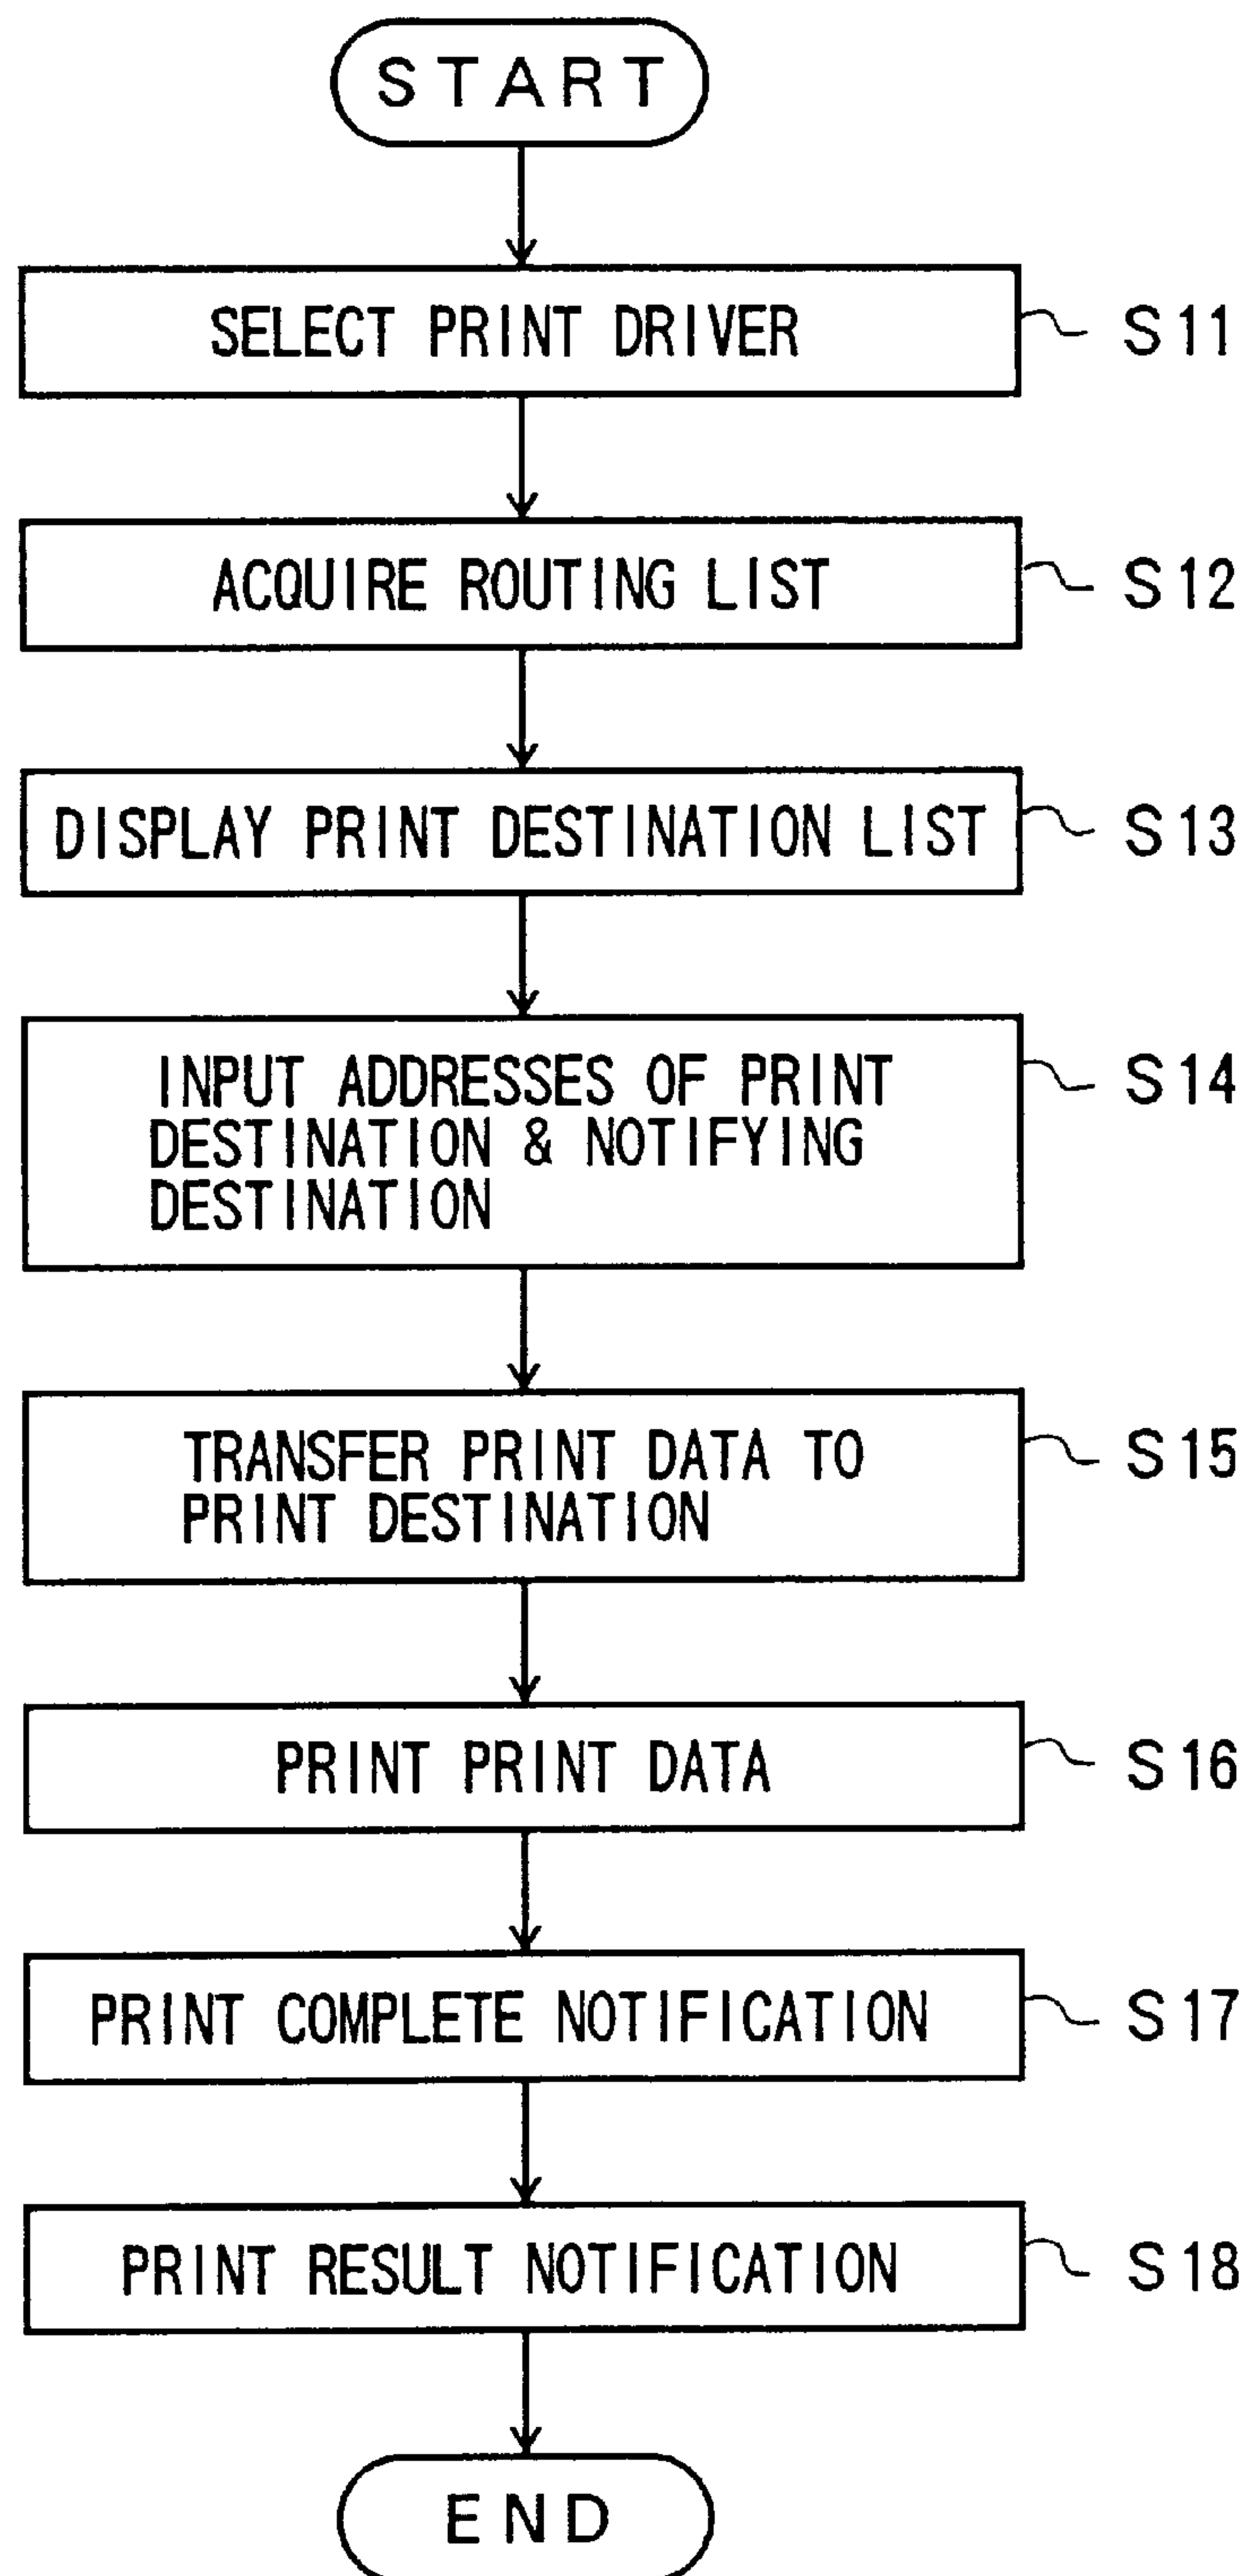 START
SELECT PRINT DRIVER
S11
ACQUIRE ROUTING LIST
S12
DISPLAY PRINT DESTINATION LIST
S13
INPUT ADDRESSES OF PRINT
DESTINATION & NOTIFYING
DESTINATION
S14
TRANSFER PRINT DATA TO
PRINT DESTINATION
S15
PRINT PRINT DATA
S16
PRINT COMPLETE NOTIFICATION
S17
PRINT RESULT NOTIFICATION
S18
END